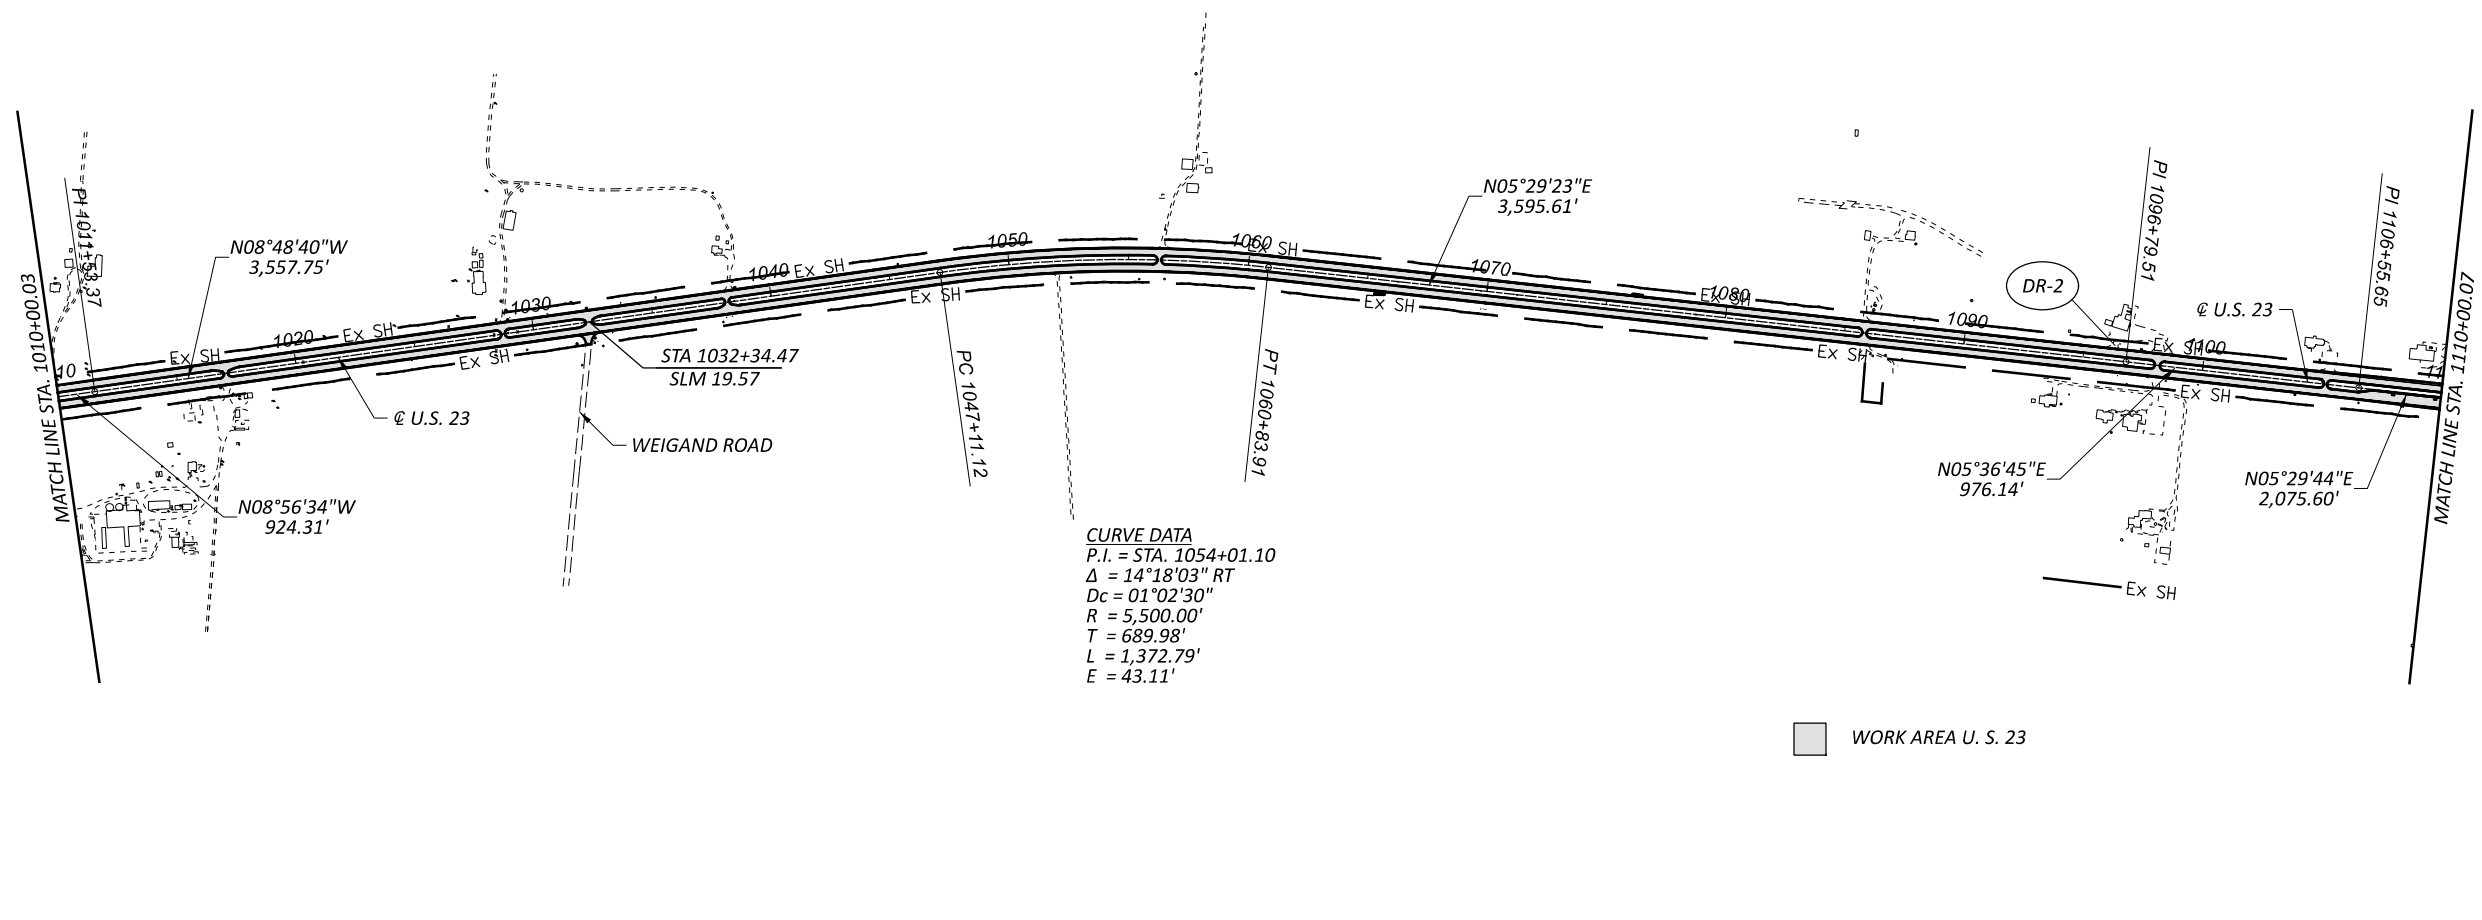 MATCH LINE STA. 1010+00.03
PI 1011+53.37
N08°48'40"W
3,557.75'
10
Ex SH
1020
Ex SH
Ex SH
1030
1040
Ex SH
Ex SH
1050
1060
Ex SH
N05°29'23"E
3,595.61'
1070
Ex SH
1080
Ex SH
Ex SH
DR-2
1090
PI 1096+79.51
Ex SH
1100
℄ U.S. 23
PI 1106+55.65
11
MATCH LINE STA. 1110+00.07
STA 1032+34.47
SLM 19.57
℄ U.S. 23
WEIGAND ROAD
PC 1047+11.12
PT 1060+83.91
Ex SH
N08°56'34"W
924.31'
N05°36'45"E
976.14'
N05°29'44"E
2,075.60'
CURVE DATA
P.I. = STA. 1054+01.10
Δ = 14°18'03" RT
Dc = 01°02'30"
R = 5,500.00'
T = 689.98'
L = 1,372.79'
E = 43.11'
Ex SH
WORK AREA U. S. 23